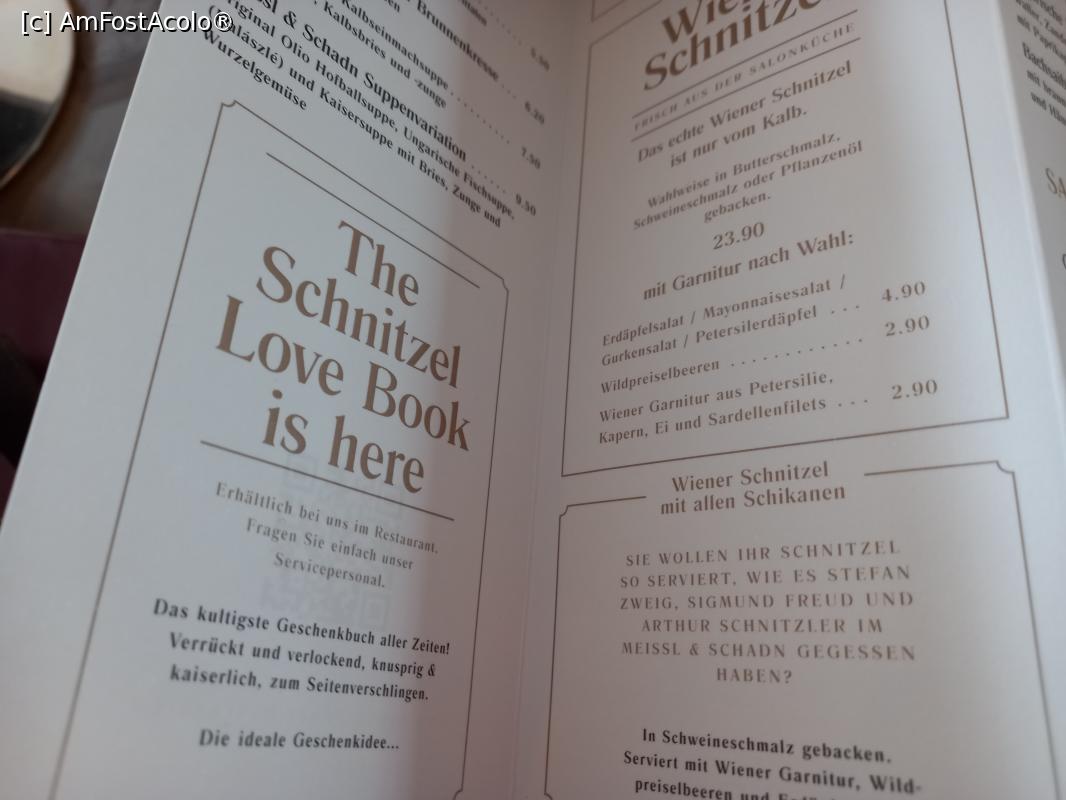 [c] AmFostAcolo®
Brunnenkresse
6.20
Kalbseinmachsuppe
Kalbsbries und -zunge . . . . . . . . 7.50
& Schadn Suppenvariation . . . . . . 9.50
Original Olio Hofballsuppe, Ungarische Fischsuppe,
(Halászlé) und Kaisersuppe mit Bries, Zunge und
Wurzelgemüse
The
Schnitzel
Love Book
is here
Erhältlich bei uns im Restaurant.
Fragen Sie einfach unser
Servicepersonal.
Das kultigste Geschenkbuch aller Zeiten!
Verrückt und verlockend, knusprig &
kaiserlich, zum Seitenverschlingen.
Die ideale Geschenkidee...
Schnitzel
FRISCH AUS DER SALONKÜCHE
Das echte Wiener Schnitzel
ist nur vom Kalb.
Wahlweise in Butterschmalz,
Schweineschmalz oder Pflanzenöl
gebacken.
23.90
mit Garnitur nach Wahl:
Erdäpfelsalat / Mayonnaisesalat /
Gurkensalat / Petersilerdäpfel . . . 4.90
Wildpreiselbeeren . . . . . . . . . . . . 2.90
Wiener Garnitur aus Petersilie,
Kapern, Ei und Sardellenfilets . . . 2.90
Wiener Schnitzel
mit allen Schikanen
SIE WOLLEN IHR SCHNITZEL
SO SERVIERT, WIE ES STEFAN
ZWEIG, SIGMUND FREUD UND
ARTHUR SCHNITZLER IM
MEISSL & SCHADN GEGESSEN
HABEN?
In Schweineschmalz gebacken.
Serviert mit Wiener Garnitur, Wild-
preiselbeeren und
mit Paprika
und